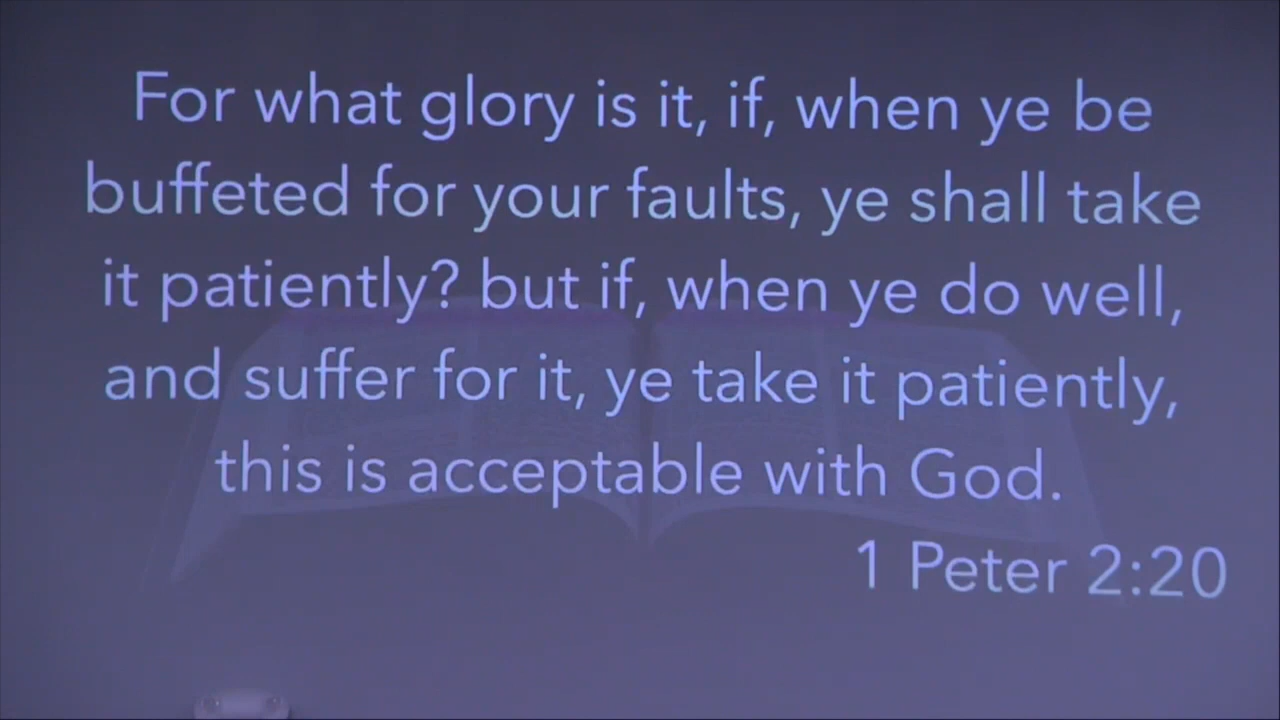 For what glory is it, if, when ye be
buffeted for your faults, ye shall take
it patiently? but if, when ye do well,
and suffer for it, ye take it patiently,
this is acceptable with God.
1 Peter 2:20